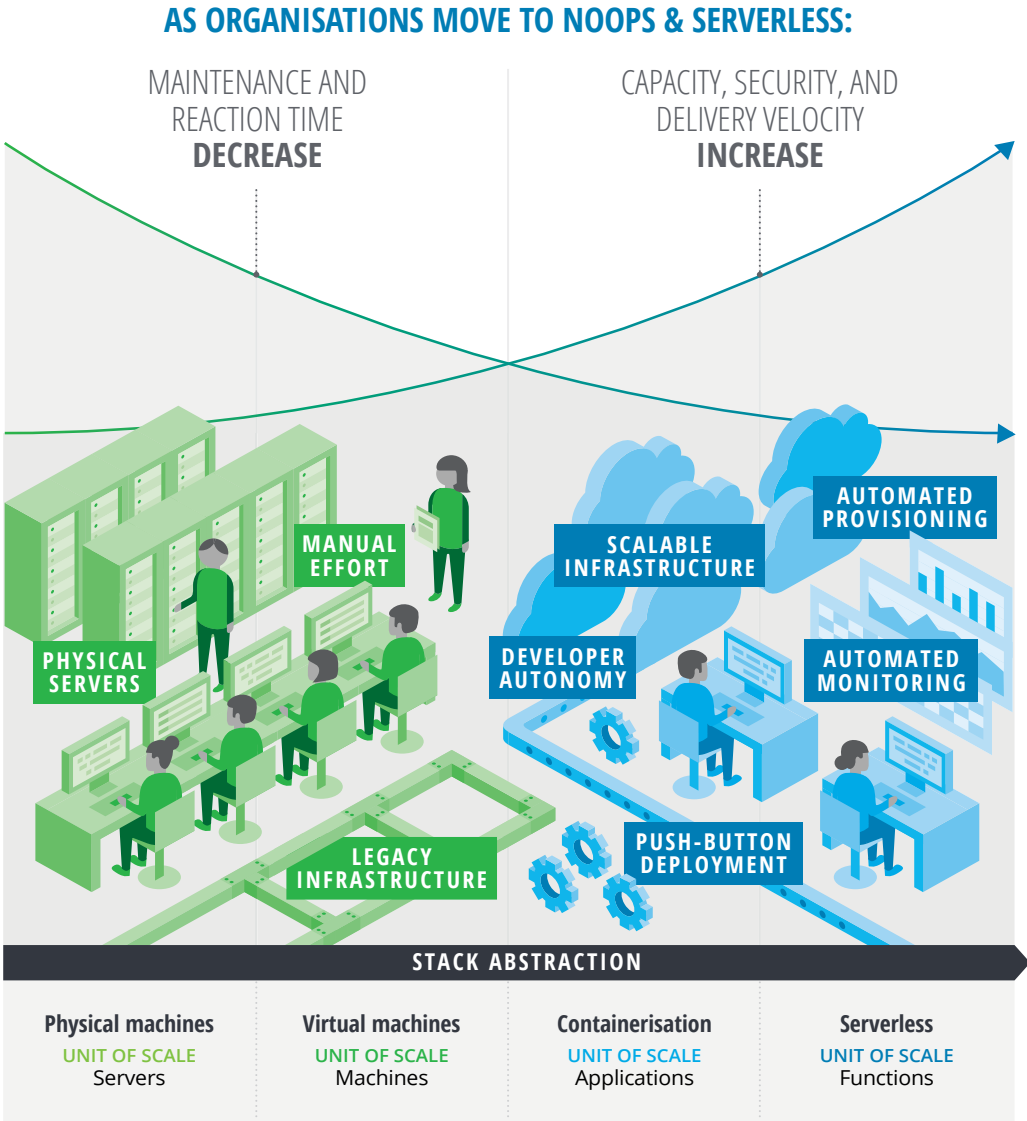 AS ORGANISATIONS MOVE TO NOOPS & SERVERLESS:
MAINTENANCE AND
REACTION TIME
DECREASE
CAPACITY, SECURITY, AND
DELIVERY VELOCITY
INCREASE
MANUAL
EFFORT
PHYSICAL
SERVERS
LEGACY
INFRASTRUCTURE
SCALABLE
INFRASTRUCTURE
AUTOMATED
PROVISIONING
DEVELOPER
AUTONOMY
AUTOMATED
MONITORING
PUSH-BUTTON
DEPLOYMENT
STACK ABSTRACTION
Physical machines
UNIT OF SCALE
Servers
Virtual machines
UNIT OF SCALE
Machines
Containerisation
UNIT OF SCALE
Applications
Serverless
UNIT OF SCALE
Functions